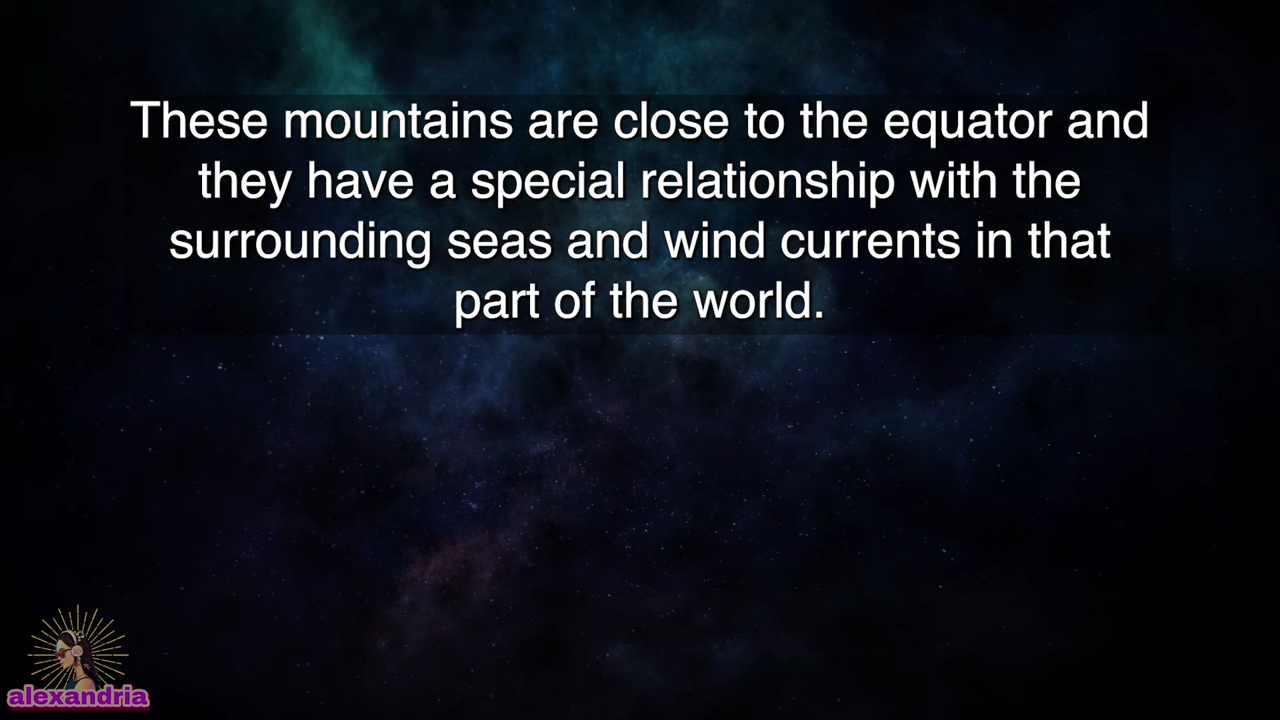 These mountains are close to the equator and
they have a special relationship with the
surrounding seas and wind currents in that
part of the world.
alexandria